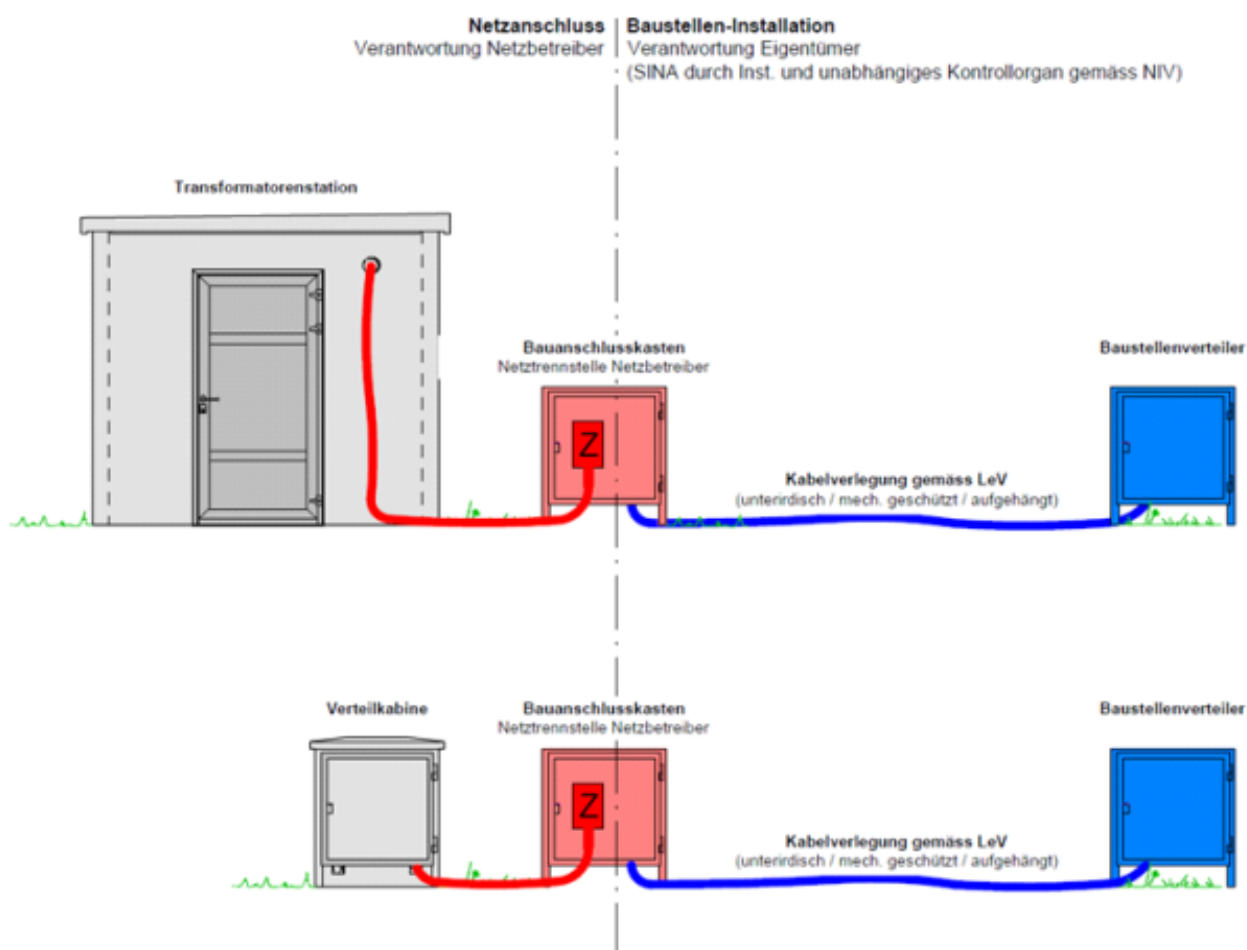 Netzanschluss
Verantwortung Netzbetreiber
Baustellen-Installation
Verantwortung Eigentümer
(SINA durch Inst. und unabhängiges Kontrollorgan gemäss NIV)
Transformatorenstation
Bauanschlusskasten
Netztrennstelle Netzbetreiber
Baustellenverteiler
Z
Kabelverlegung gemäss LeV
(unterirdisch / mech. geschützt / aufgehängt)
Verteilkabine
Bauanschlusskasten
Netztrennstelle Netzbetreiber
Baustellenverteiler
Z
Kabelverlegung gemäss LeV
(unterirdisch / mech. geschützt / aufgehängt)